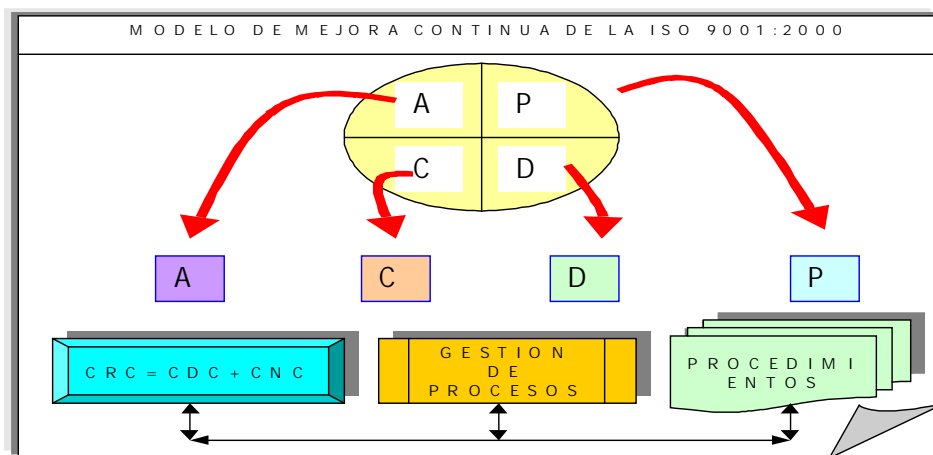 MODELO DE MEJORA CONTINUA DE LA ISO 9001:2000
A P
C D
A C D P
CRC=CDC+CNC
GESTION
DE
PROCESOS
PROCEDIMI
ENTOS